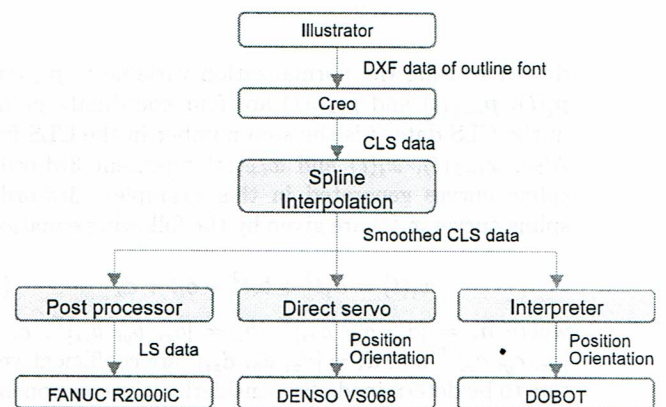 Illustrator
DXF data of outline font
Creo
CLS data
Spline
Interpolation
Smoothed CLS data
Post processor
Direct servo
Interpreter
LS data
Position
Orientation
Position
Orientation
FANUC R2000iC
DENSO VS068
DOBOT